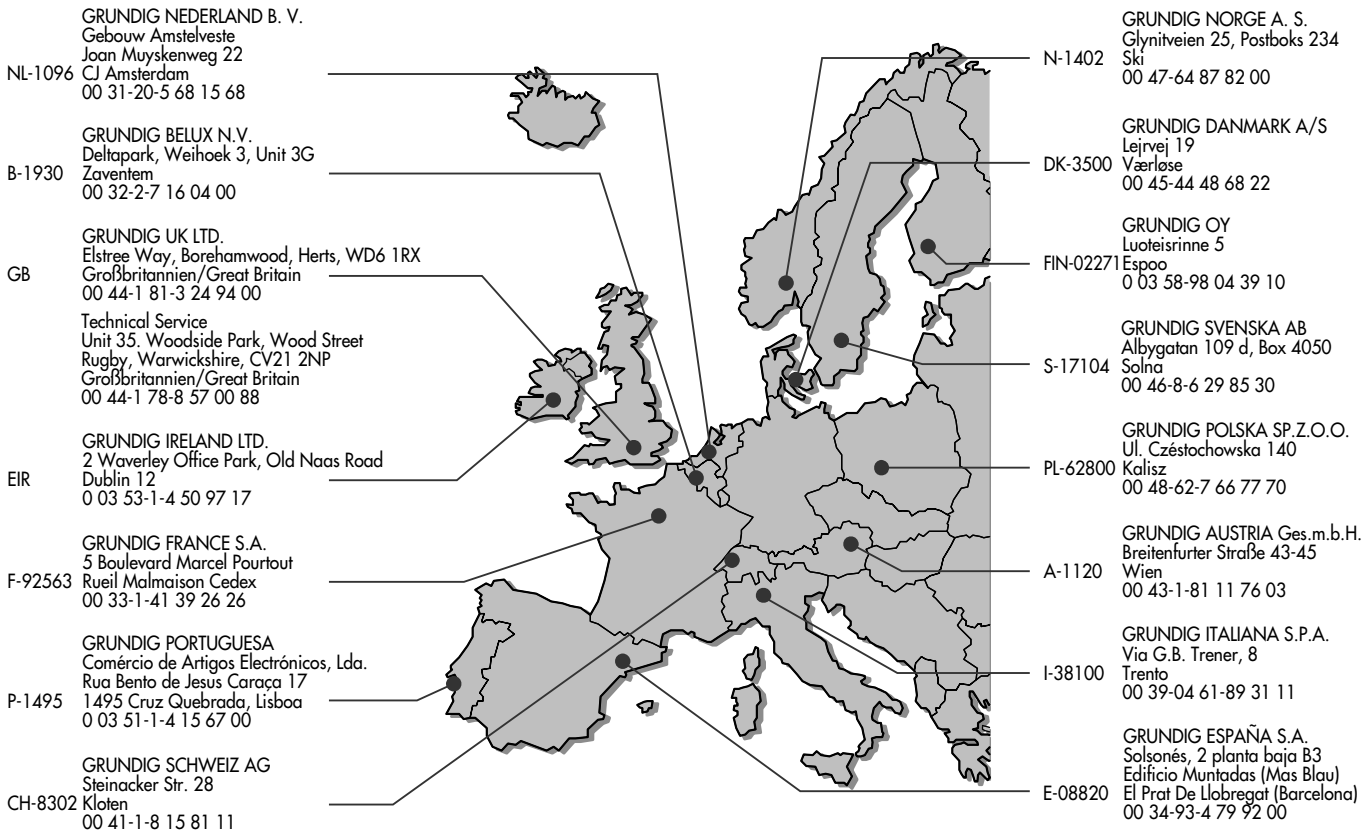 GRUNDIG NEDERLAND B. V.
Gebouw Amstelveste
Joan Muyskenweg 22
NL-1096 CJ Amsterdam
00 31-20-5 68 15 68
GRUNDIG BELUX N.V.
Deltapark, Weihoek 3, Unit 3G
B-1930 Zaventem
00 32-2-7 16 04 00
GRUNDIG UK LTD.
Elstree Way, Borehamwood, Herts, WD6 1RX
GB Großbritannien/Great Britain
00 44-1 81-3 24 94 00
Technical Service
Unit 35. Woodside Park, Wood Street
Rugby, Warwickshire, CV21 2NP
Großbritannien/Great Britain
00 44-1 78-8 57 00 88
GRUNDIG IRELAND LTD.
2 Waverley Office Park, Old Naas Road
EIR Dublin 12
0 03 53-1-4 50 97 17
GRUNDIG FRANCE S.A.
5 Boulevard Marcel Pourtout
F-92563 Rueil Malmaison Cedex
00 33-1-41 39 26 26
GRUNDIG PORTUGUESA
Comércio de Artigos Electrónicos, Lda.
Rua Bento de Jesus Caraça 17
P-1495 1495 Cruz Quebrada, Lisboa
0 03 51-1-4 15 67 00
GRUNDIG SCHWEIZ AG
Steinacker Str. 28
CH-8302 Kloten
00 41-1-8 15 81 11
GRUNDIG NORGE A. S.
Glynitveien 25, Postboks 234
N-1402 Ski
00 47-64 87 82 00
GRUNDIG DANMARK A/S
Lejrvej 19
DK-3500 Værløse
00 45-44 48 68 22
GRUNDIG OY
Luoteisrinne 5
FIN-02271 Espoo
0 03 58-98 04 39 10
GRUNDIG SVENSKA AB
Albygatan 109 d, Box 4050
S-17104 Solna
00 46-8-6 29 85 30
GRUNDIG POLSKA SP.Z.O.O.
Ul. Czéstochowska 140
PL-62800 Kalisz
00 48-62-7 66 77 70
GRUNDIG AUSTRIA Ges.m.b.H.
Breitenfurter Straße 43-45
A-1120 Wien
00 43-1-81 11 76 03
GRUNDIG ITALIANA S.P.A.
Via G.B. Trener, 8
I-38100 Trento
00 39-04 61-89 31 11
GRUNDIG ESPAÑA S.A.
Solsonés, 2 planta baja B3
Edificio Muntadas (Mas Blau)
E-08820 El Prat De Llobregat (Barcelona)
00 34-93-4 79 92 00